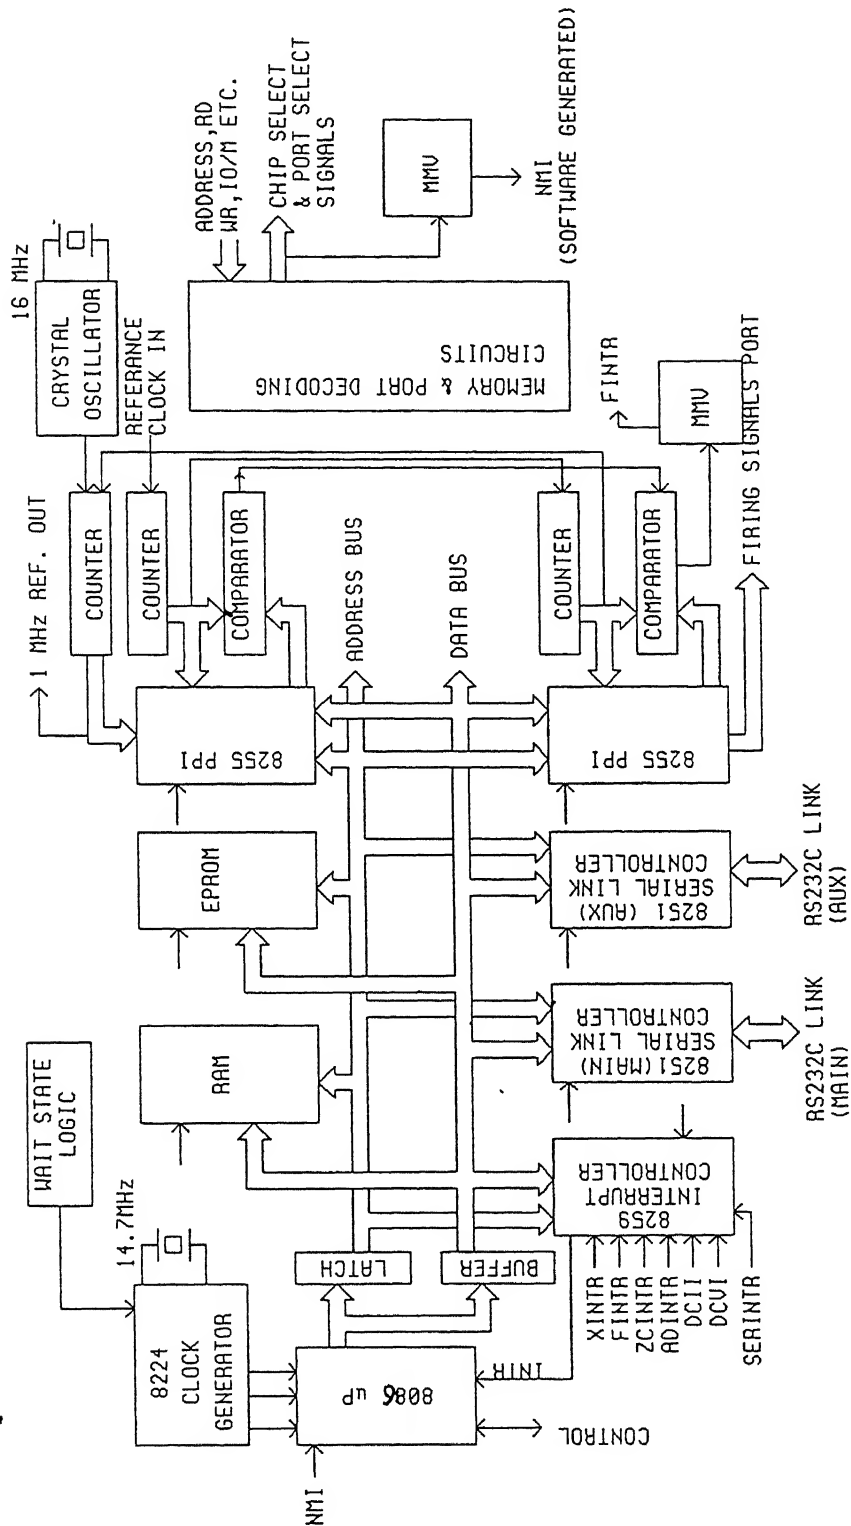 WAIT STATE
LOGIC
14.7MHz
8224
CLOCK
GENERATOR
NMI
8086 uP
CONTROL
INTR
LATCH
BUFFER
RAM
EPROM
8255 PPI
1 MHz REF. OUT
COUNTER
COUNTER
COMPARATOR
CRYSTAL
OSCILLATOR
16 MHz
REFERANCE
CLOCK IN
ADDRESS BUS
DATA BUS
MEMORY & PORT DECODING
CIRCUITS
ADDRESS,RD
WR,IO/M ETC.
CHIP SELECT
& PORT SELECT
SIGNALS
MMV
NMI
(SOFTWARE GENERATED)
8259
INTERRUPT
CONTROLLER
XINTR
FINTR
ZCINTR
ADINTR
DCII
DCVI
SERINTR
8251(MAIN)
SERIAL LINK
CONTROLLER
RS232C LINK
(MAIN)
8251 (AUX)
SERIAL LINK
CONTROLLER
RS232C LINK
(AUX)
8255 PPI
COUNTER
COMPARATOR
FINTR
MMV
FIRING SIGNALS PORT